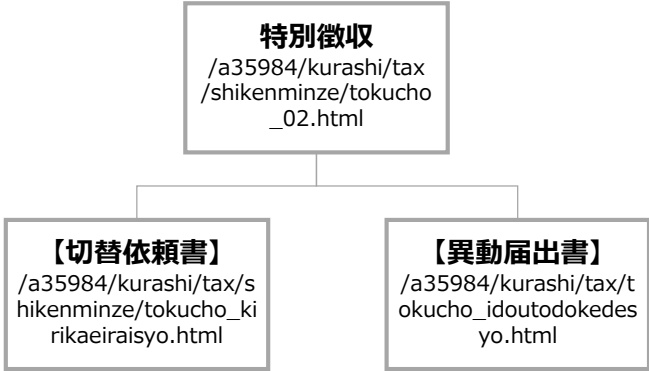 特別徴収
/a35984/kurashi/tax
/shikenminze/tokucho
_02.html
【切替依頼書】
/a35984/kurashi/tax/s
hikenminze/tokucho_ki
rikaeiraisyo.html
【異動届出書】
/a35984/kurashi/tax/t
okucho_idoutodokedes
yo.html